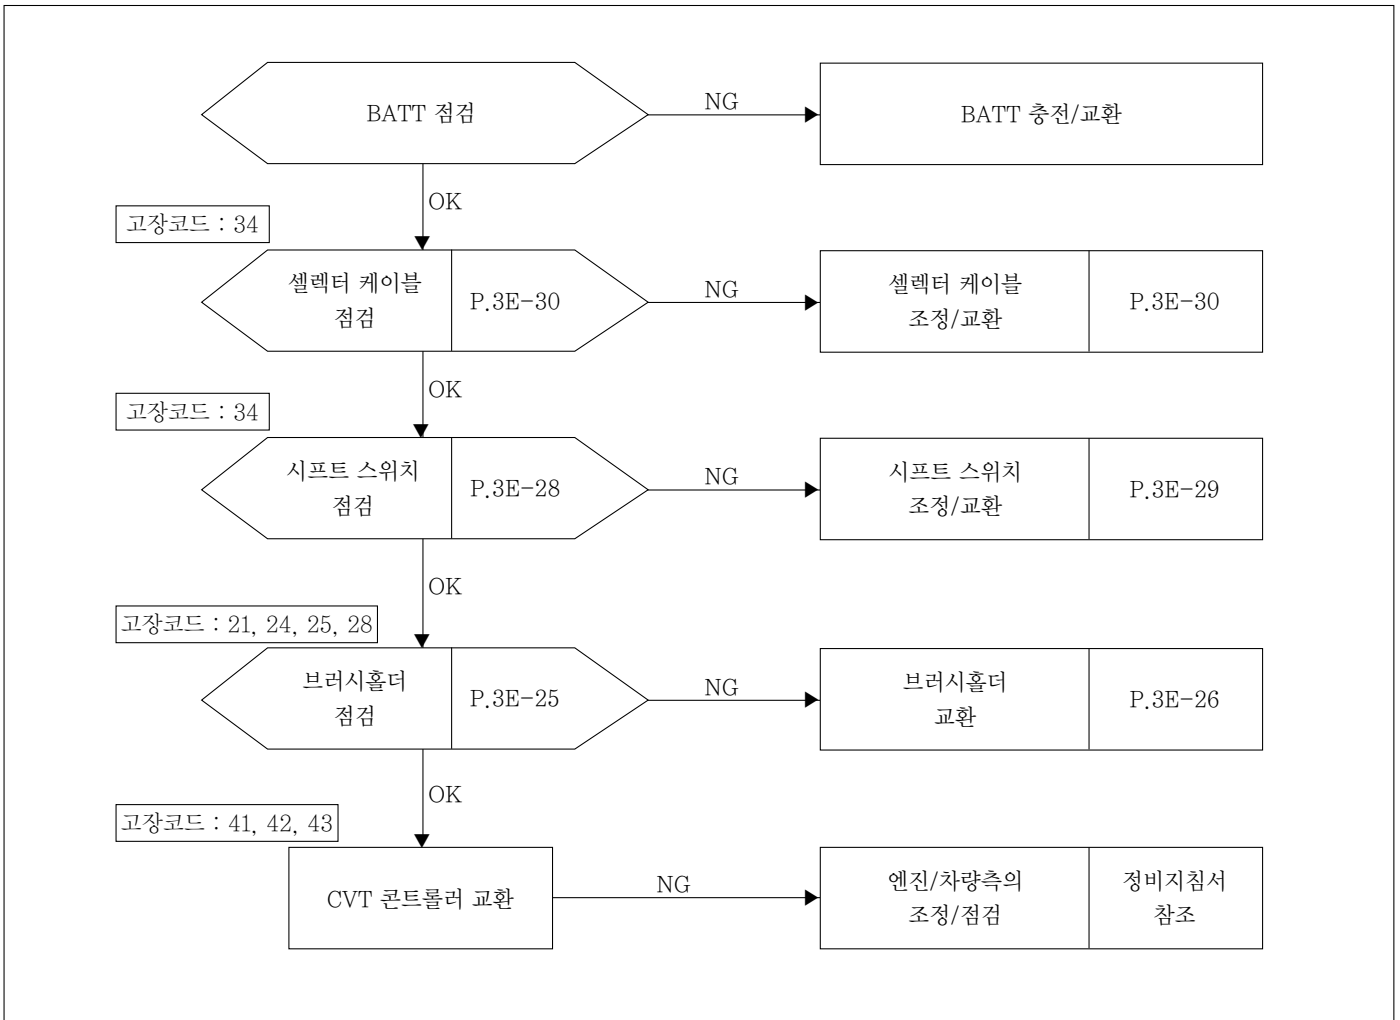 BATT 점검
NG
BATT 충전/교환
OK
고장코드 : 34
셀렉터 케이블
점검
P.3E-30
NG
셀렉터 케이블
조정/교환
P.3E-30
OK
고장코드 : 34
시프트 스위치
점검
P.3E-28
NG
시프트 스위치
조정/교환
P.3E-29
OK
고장코드 : 21, 24, 25, 28
브러시홀더
점검
P.3E-25
NG
브러시홀더
교환
P.3E-26
OK
고장코드 : 41, 42, 43
CVT 콘트롤러 교환
NG
엔진/차량측의
조정/점검
정비지침서
참조